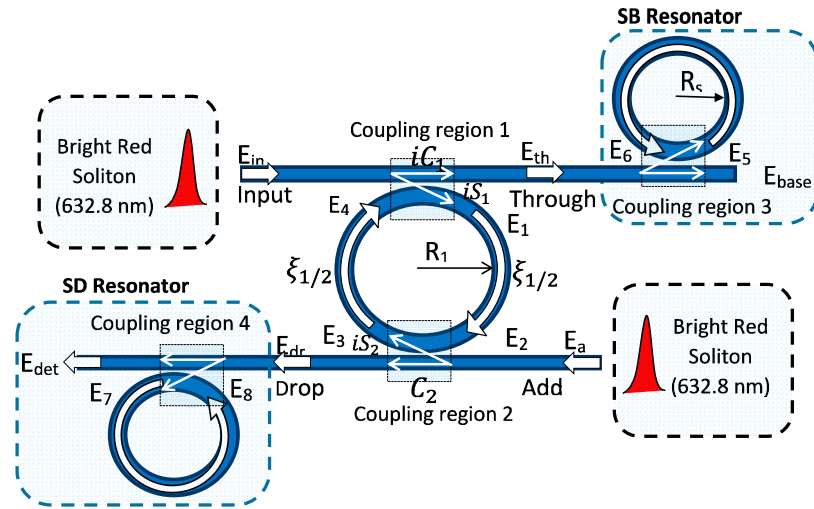 SB Resonator
R_s
Bright Red
Soliton
(632.8 nm)
Coupling region 1
E_in
iC_1
E_th
E_6
E_5
E_base
Input
iS_1
Through
Coupling region 3
E_4
E_1
R_1
ξ_1/2
ξ_1/2
SD Resonator
Coupling region 4
E_3
iS_2
E_2
E_det
E_dr
E_a
E_7
E_8
Drop
C_2
Add
Coupling region 2
Bright Red
Soliton
(632.8 nm)